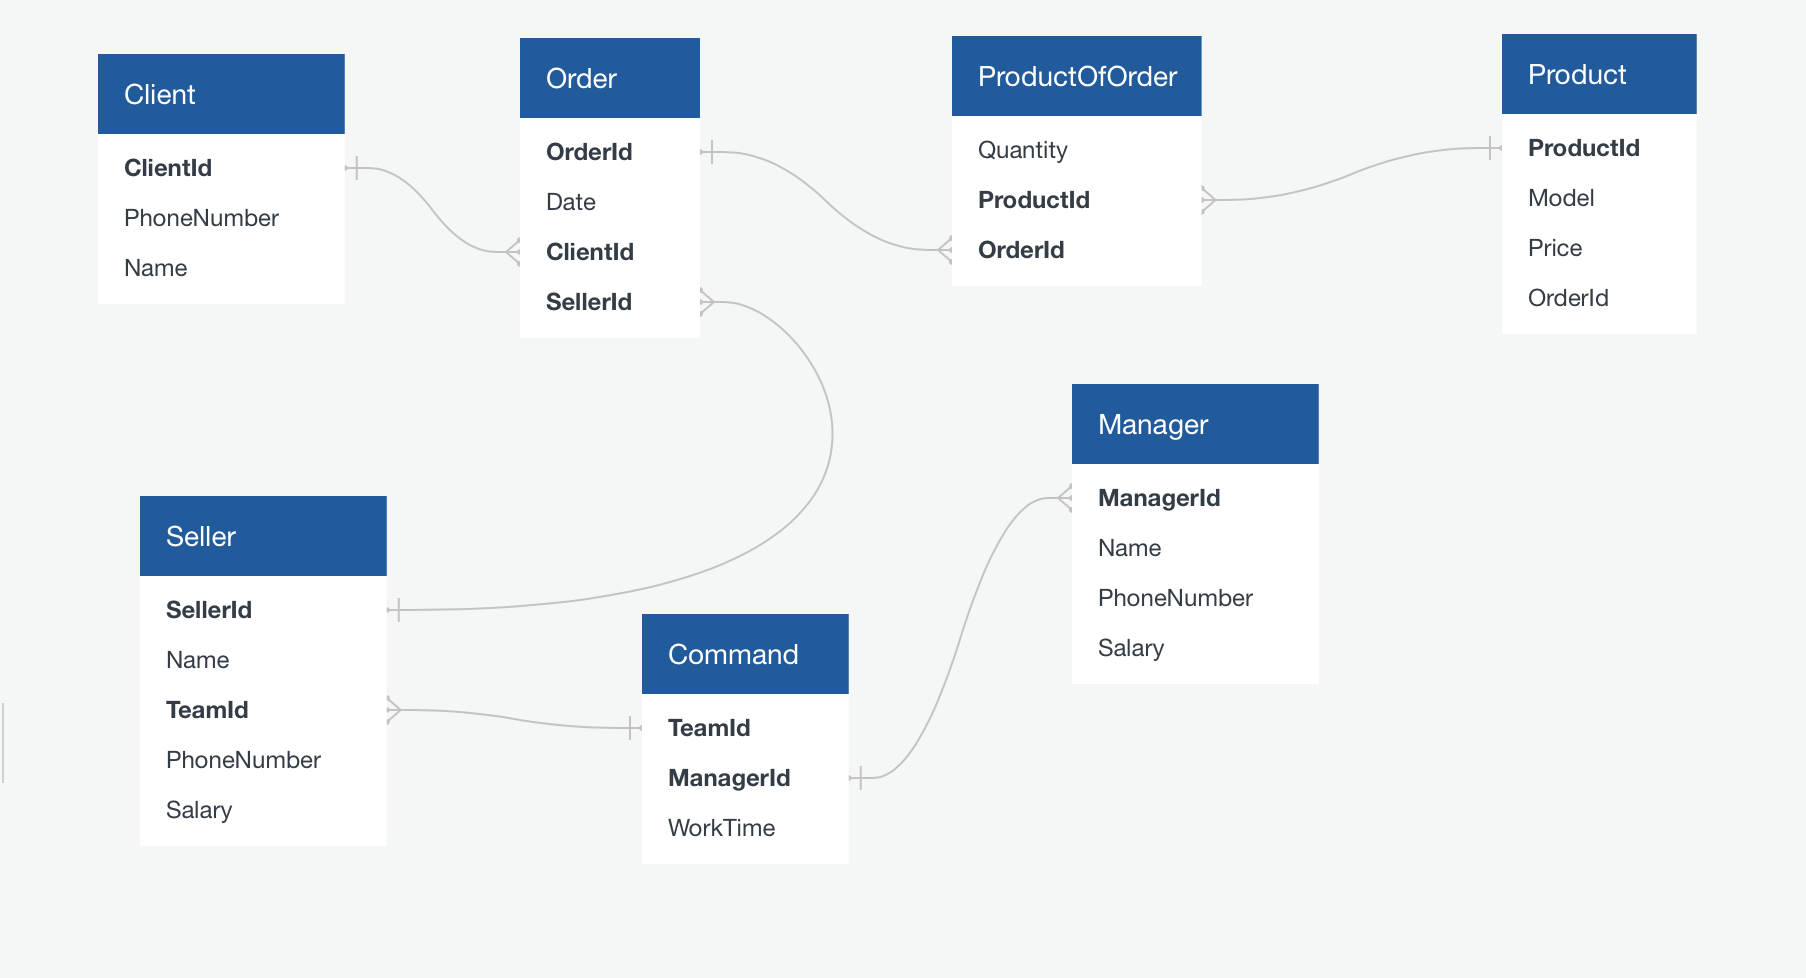 Client
ClientId
PhoneNumber
Name
Order
OrderId
Date
ClientId
SellerId
ProductOfOrder
Quantity
ProductId
OrderId
Product
ProductId
Model
Price
OrderId
Manager
ManagerId
Name
PhoneNumber
Salary
Seller
SellerId
Name
TeamId
PhoneNumber
Salary
Command
TeamId
ManagerId
WorkTime